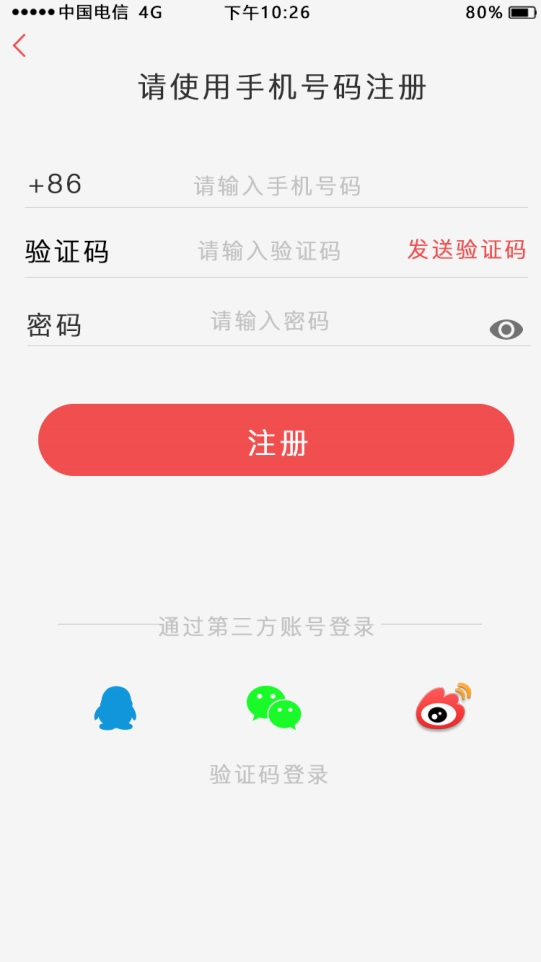 中国电信 4G 下午10:26 80%
请使用手机号码注册
+86 请输入手机号码
验证码 请输入验证码 发送验证码
密码 请输入密码
注册
通过第三方账号登录
验证码登录